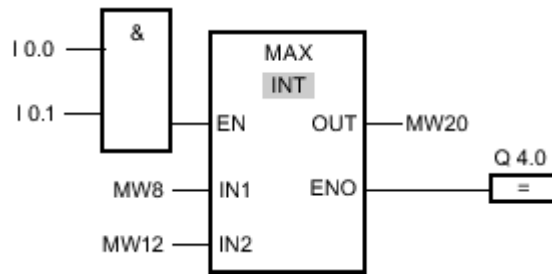 &
I 0.0
I 0.1
MAX
INT
EN OUT MW20
Q 4.0
MW8 IN1 ENO =
MW12 IN2